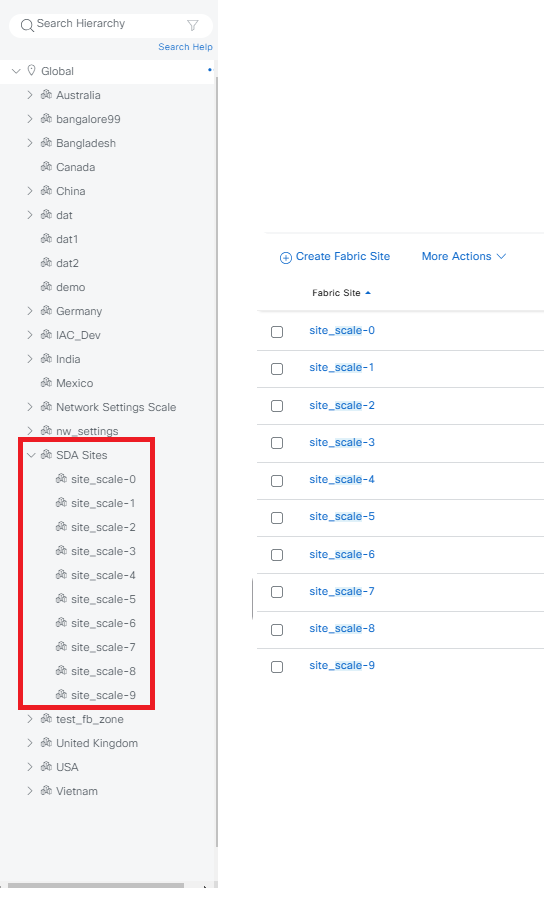 Search Hierarchy
Search Help
Global
Australia
bangalore99
Bangladesh
Canada
China
dat
dat1
dat2
demo
Germany
IAC_Dev
India
Mexico
Network Settings Scale
nw_settings
SDA Sites
site_scale-0
site_scale-1
site_scale-2
site_scale-3
site_scale-4
site_scale-5
site_scale-6
site_scale-7
site_scale-8
site_scale-9
test_fb_zone
United Kingdom
USA
Vietnam
Create Fabric Site More Actions
Fabric Site
site_scale-0
site_scale-1
site_scale-2
site_scale-3
site_scale-4
site_scale-5
site_scale-6
site_scale-7
site_scale-8
site_scale-9